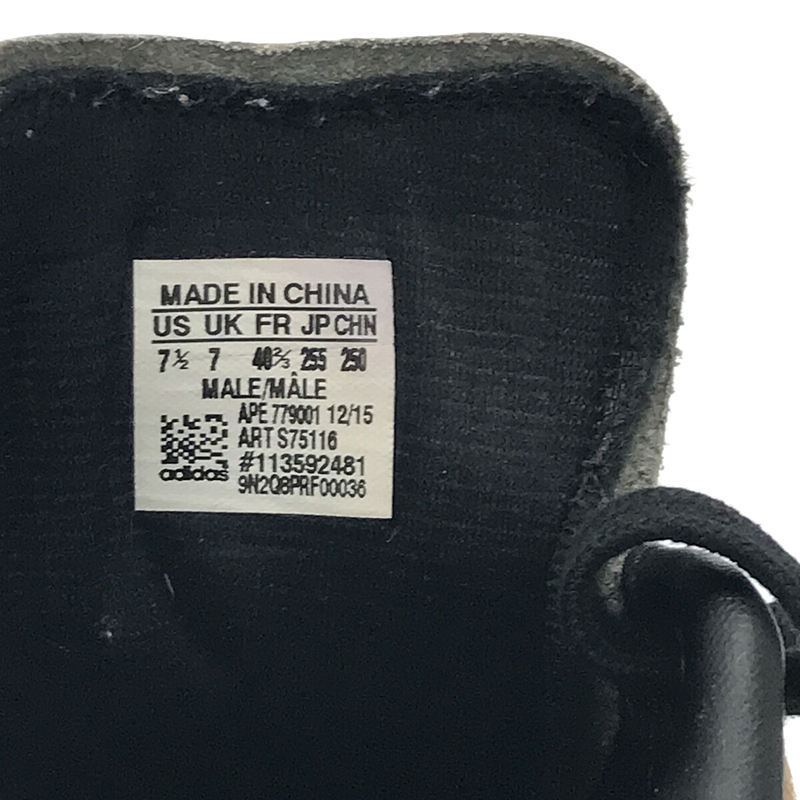 MADE IN CHINA
US UK FR JP CHN
7½ 7 40⅔ 255 250
MALE/MÂLE
APE 779001 12/15
ART S75116
#113592481
9N2Q8PRF00036
adidas